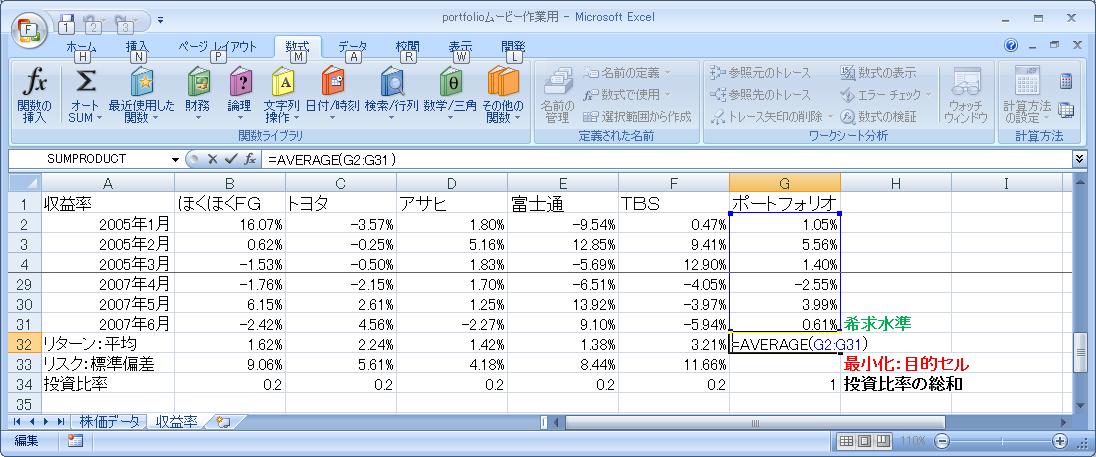 portfolioムービー作業用 - Microsoft Excel
F 1 2 3
ホーム 挿入 ページ レイアウト 数式 データ 校閲 表示 開発
H N P M A R W L
関数の挿入
オート SUM
最近使用した関数
財務
論理
文字列操作
日付/時刻
検索/行列
数学/三角
その他の関数
関数ライブラリ
名前の管理
名前の定義
数式で使用
選択範囲から作成
定義された名前
参照元のトレース
参照先のトレース
トレース矢印の削除
数式の表示
エラー チェック
数式の検証
ウォッチウィンドウ
ワークシート分析
計算方法の設定
計算方法
SUMPRODUCT fx =AVERAGE(G2:G31)
A B C D E F G H I
1 収益率 ほくほくFG トヨタ アサヒ 富士通 TBS ポートフォリオ
2 2005年1月 16.07% -3.57% 1.80% -9.54% 0.47% 1.05%
3 2005年2月 0.62% -0.25% 5.16% 12.85% 9.41% 5.56%
4 2005年3月 -1.53% -0.50% 1.83% -5.69% 12.90% 1.40%
29 2007年4月 -1.76% -2.15% 1.70% -6.51% -4.05% -2.55%
30 2007年5月 6.15% 2.61% 1.25% 13.92% -3.97% 3.99%
31 2007年6月 -2.42% 4.56% -2.27% 9.10% -5.94% 0.61% 希求水準
32 リターン:平均 1.62% 2.24% 1.42% 1.38% 3.21% =AVERAGE(G2:G31)
33 リスク:標準偏差 9.06% 5.61% 4.18% 8.44% 11.66% 最小化:目的セル
34 投資比率 0.2 0.2 0.2 0.2 0.2 1 投資比率の総和
35
株価データ 収益率
編集 110%